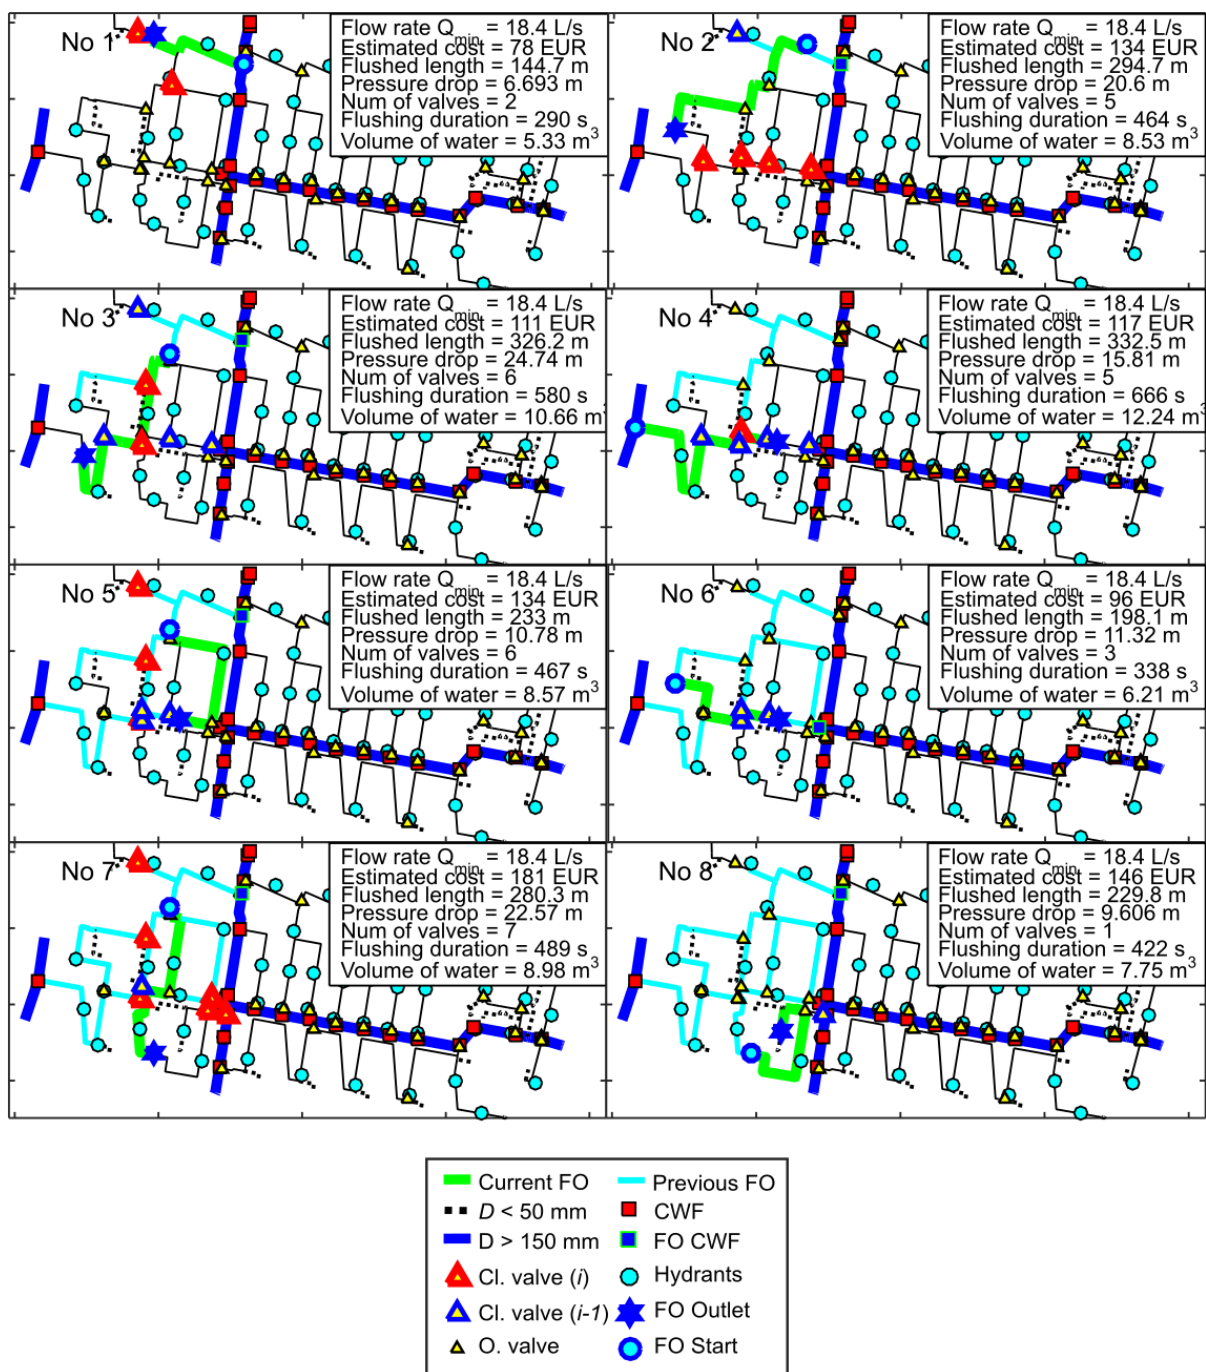 No 1
Flow rate Qmin = 18.4 L/s
Estimated cost = 78 EUR
Flushed length = 144.7 m
Pressure drop = 6.693 m
Num of valves = 2
Flushing duration = 290 s
Volume of water = 5.33 m³
No 2
Flow rate Qmin = 18.4 L/s
Estimated cost = 134 EUR
Flushed length = 294.7 m
Pressure drop = 20.6 m
Num of valves = 5
Flushing duration = 464 s
Volume of water = 8.53 m³
No 3
Flow rate Qmin = 18.4 L/s
Estimated cost = 111 EUR
Flushed length = 326.2 m
Pressure drop = 24.74 m
Num of valves = 6
Flushing duration = 580 s
Volume of water = 10.66 m³
No 4
Flow rate Qmin = 18.4 L/s
Estimated cost = 117 EUR
Flushed length = 332.5 m
Pressure drop = 15.81 m
Num of valves = 5
Flushing duration = 666 s
Volume of water = 12.24 m³
No 5
Flow rate Qmin = 18.4 L/s
Estimated cost = 134 EUR
Flushed length = 233 m
Pressure drop = 10.78 m
Num of valves = 6
Flushing duration = 467 s
Volume of water = 8.57 m³
No 6
Flow rate Qmin = 18.4 L/s
Estimated cost = 96 EUR
Flushed length = 198.1 m
Pressure drop = 11.32 m
Num of valves = 3
Flushing duration = 338 s
Volume of water = 6.21 m³
No 7
Flow rate Qmin = 18.4 L/s
Estimated cost = 181 EUR
Flushed length = 280.3 m
Pressure drop = 22.57 m
Num of valves = 7
Flushing duration = 489 s
Volume of water = 8.98 m³
No 8
Flow rate Qmin = 18.4 L/s
Estimated cost = 146 EUR
Flushed length = 229.8 m
Pressure drop = 9.606 m
Num of valves = 1
Flushing duration = 422 s
Volume of water = 7.75 m³
Current FO
D < 50 mm
D > 150 mm
Cl. valve (i)
Cl. valve (i-1)
O. valve
Previous FO
CWF
FO CWF
Hydrants
FO Outlet
FO Start